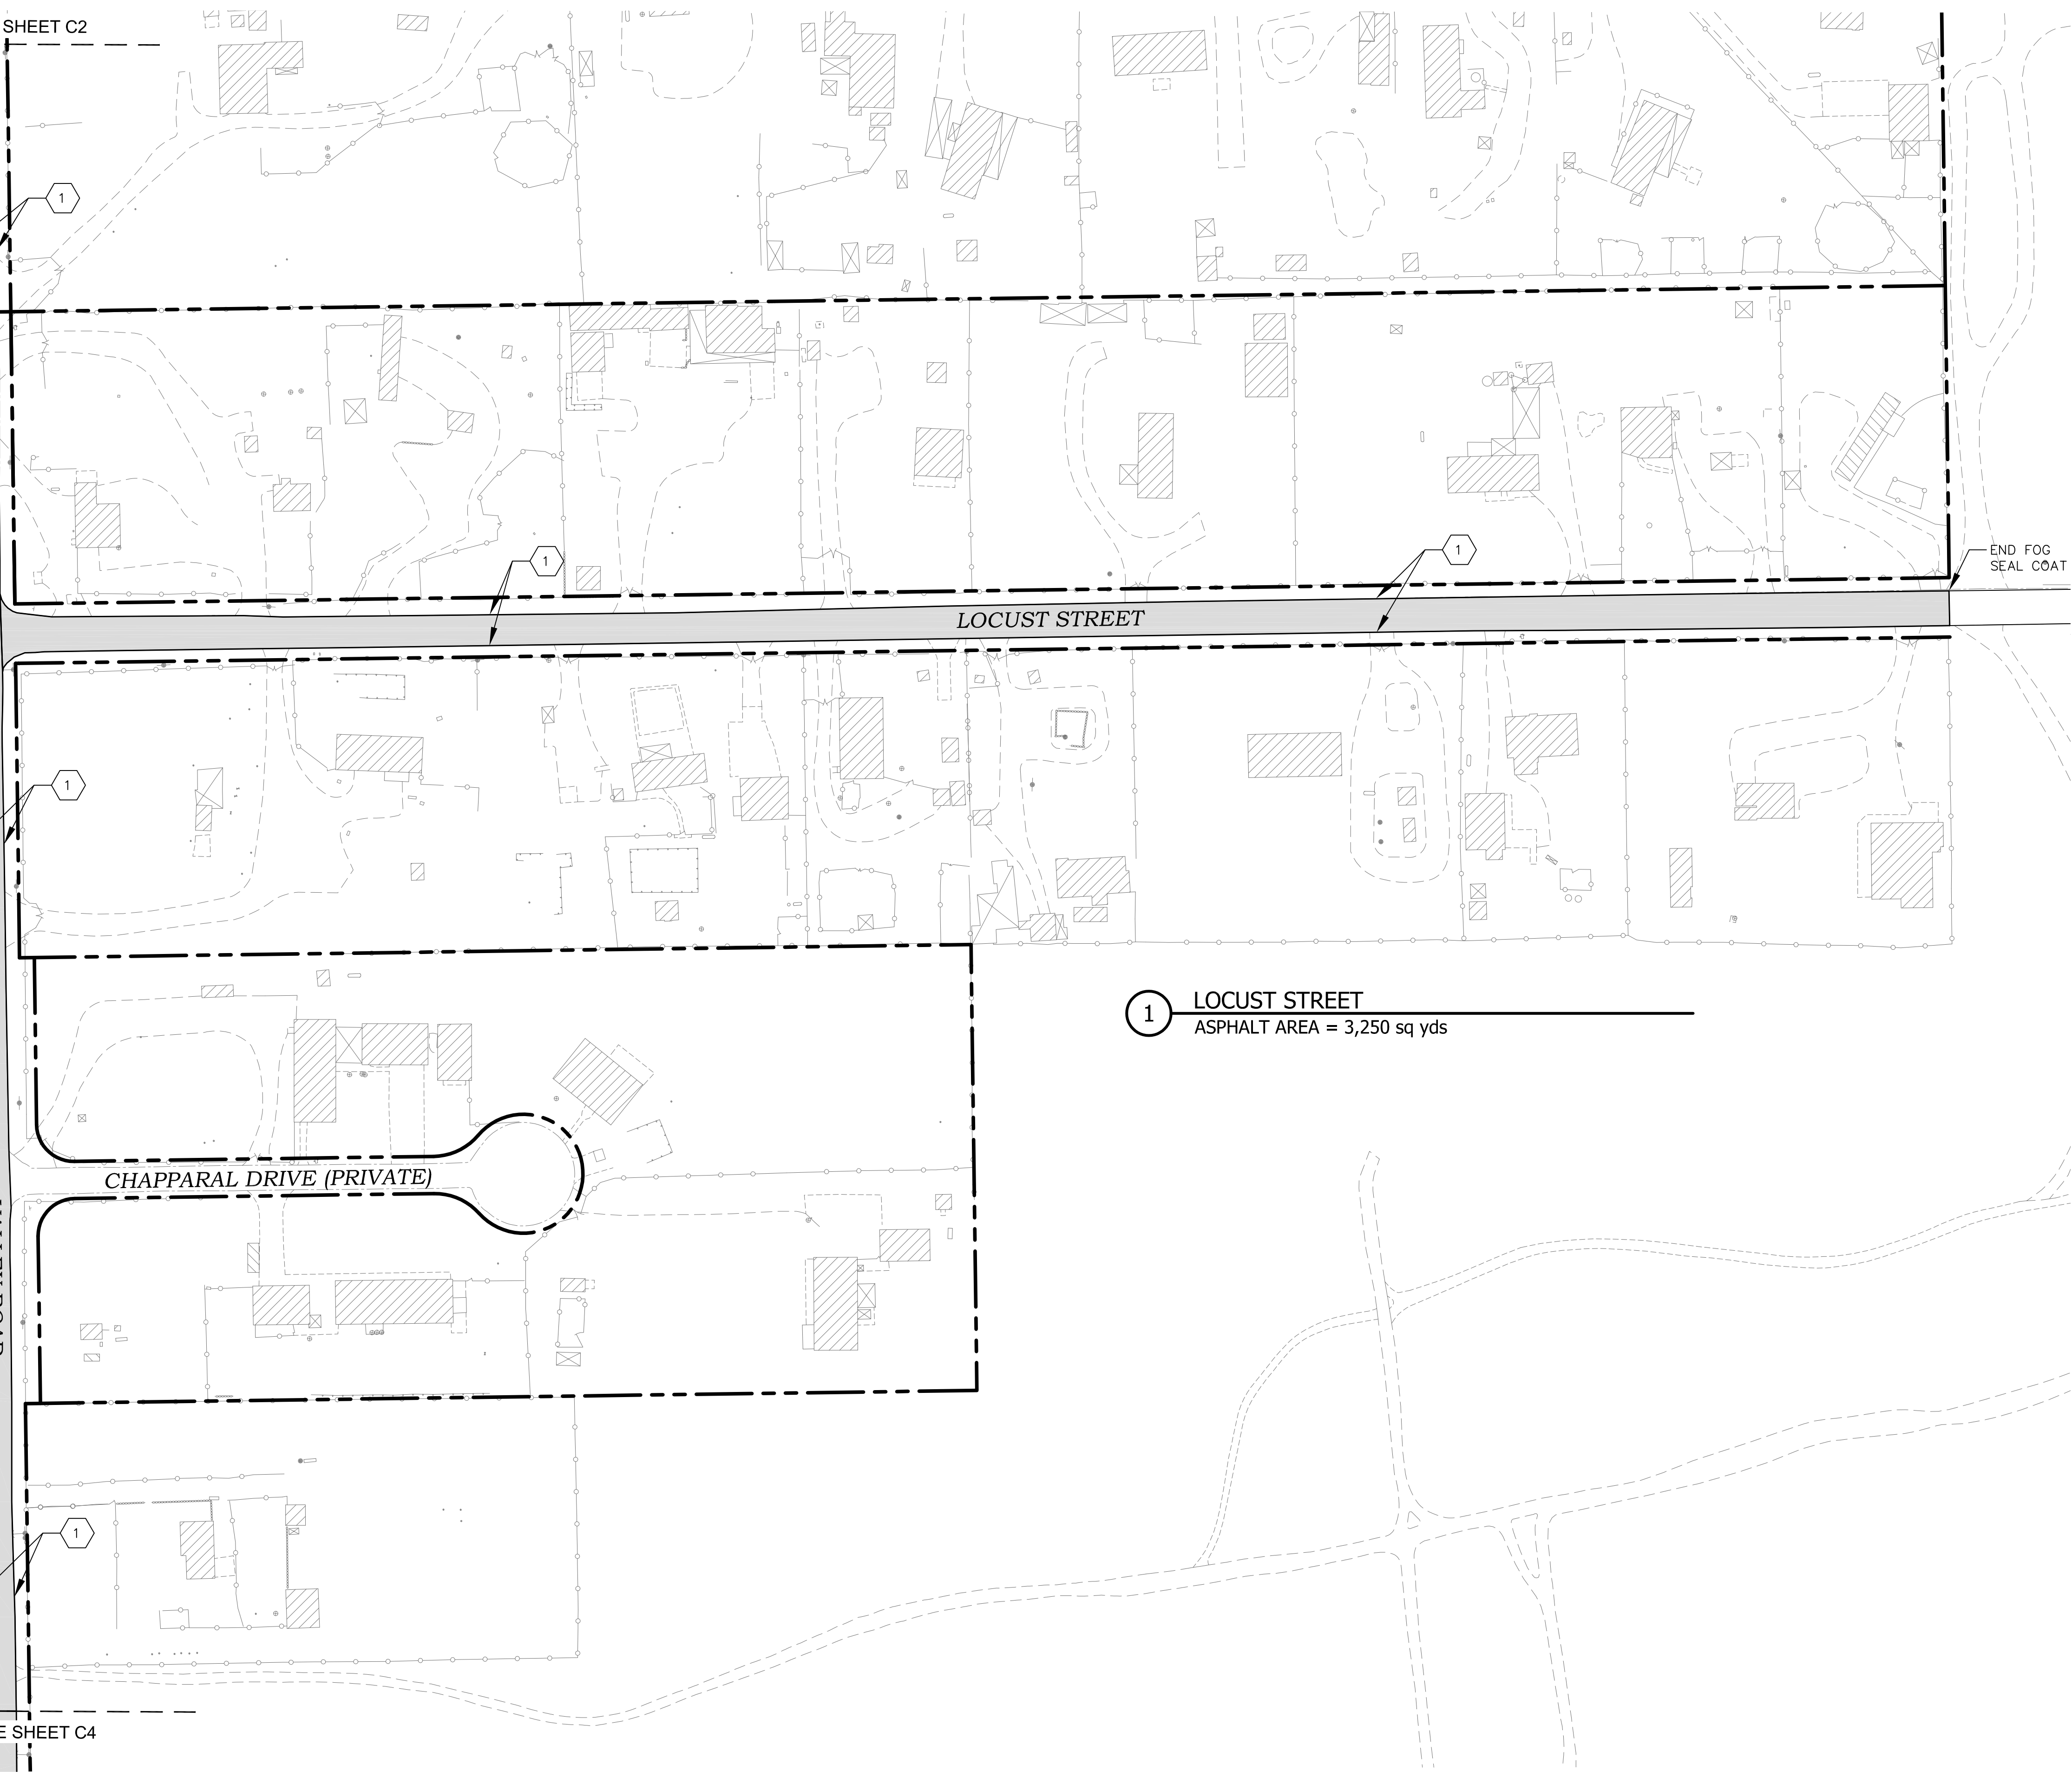 SHEET C2
1
1
1
END FOG
SEAL COAT
LOCUST STREET
1
1
LOCUST STREET
ASPHALT AREA = 3,250 sq yds
CHAPPARAL DRIVE (PRIVATE)
1
SHEET C4